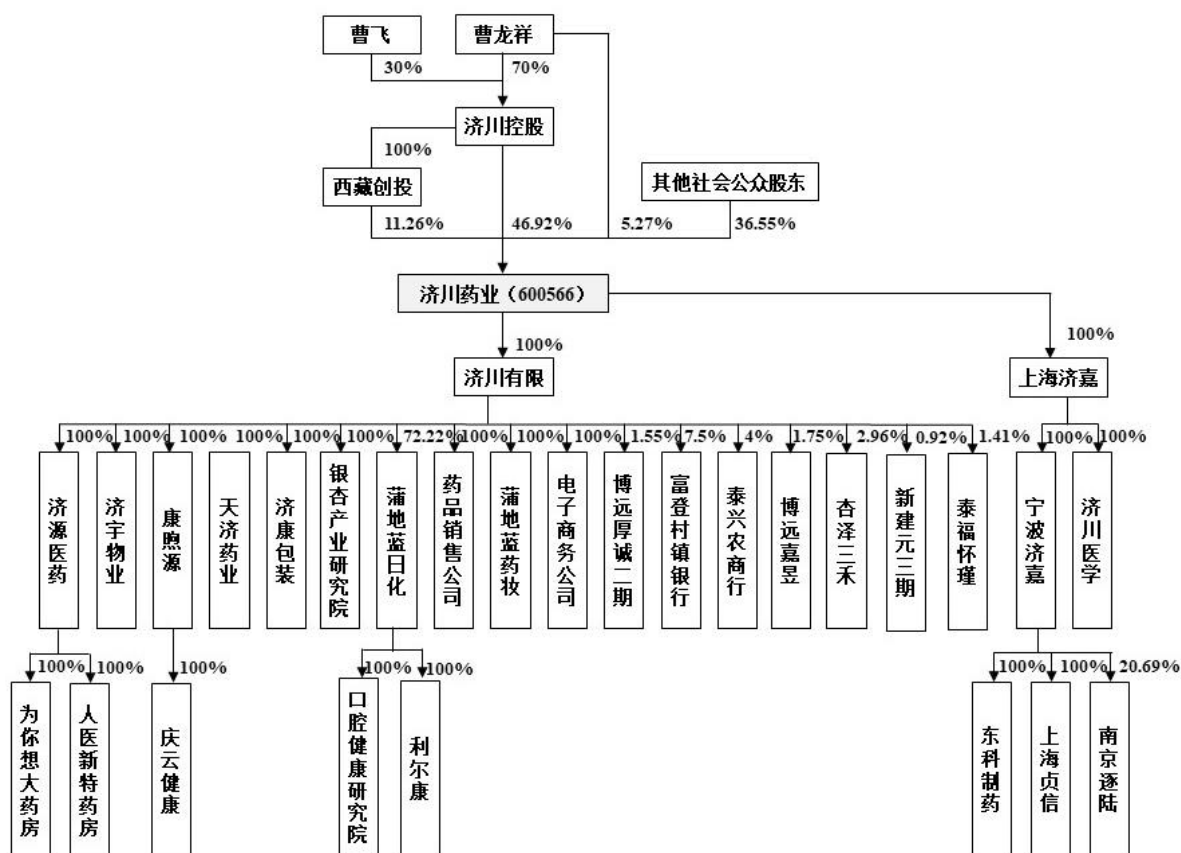 曹飞
曹龙祥
30%
70%
济川控股
100%
西藏创投
其他社会公众股东
11.26%
46.92%
5.27%
36.55%
济川药业（600566）
100%
100%
济川有限
上海济嘉
100%
100%
100%
100%
100%
100%
72.22%
100%
100%
100%
1.55%
7.5%
4%
1.75%
2.96%
0.92%
1.41%
100%
100%
济源医药
济宇物业
康煦源
天济药业
济康包装
银杏产业研究院
蒲地蓝日化
药品销售公司
蒲地蓝药妆
电子商务公司
博远厚诚二期
富登村镇银行
泰兴农商行
博远嘉昱
杏泽三禾
新建元三期
泰福怀瑾
宁波济嘉
济川医学
100%
100%
100%
100%
100%
100%
100%
20.69%
为你想大药房
人医新特药房
庆云健康
口腔健康研究院
利尔康
东科制药
上海贞信
南京逐陆